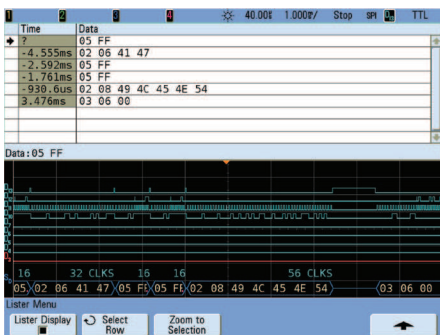 1 2 3 4 40.00% 1.000%/ Stop SPI TTL
Time Data
? 05 FF
-4.555ms 02 06 41 47
-2.592ms 05 FF
-1.761ms 05 FF
-930.6us 02 08 49 4C 45 4E 54
3.476ms 03 06 00
Data:05 FF
16 32 CLKS 16 16 56 CLKS
05 02 06 41 47 05 FF 05 FF 02 08 49 4C 45 4E 54 03 06 00
Lister Menu
Lister Display Select Row Zoom to Selection